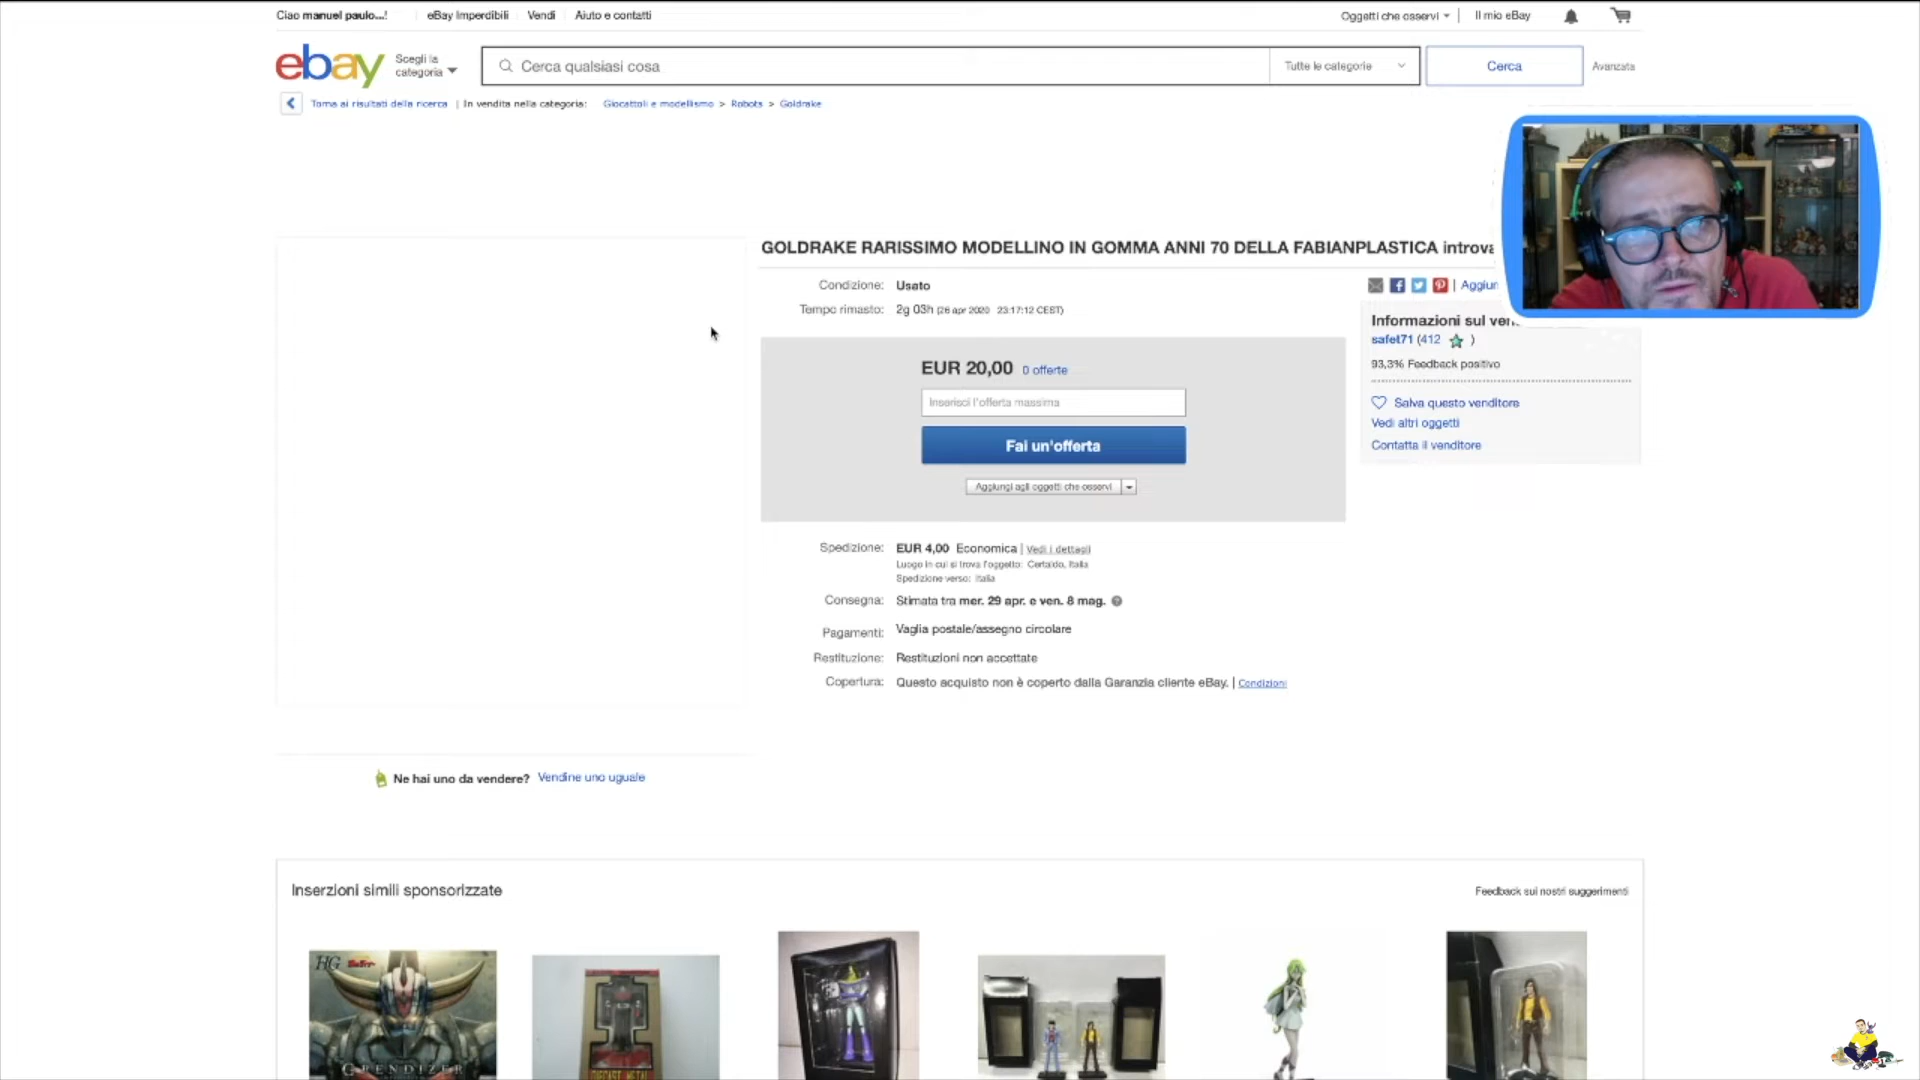 Ciao manuel paulo...!
eBay Imperdibili
Vendi
Aiuto e contatti
Oggetti che osservi
Il mio eBay
ebay
Scegli la
categoria
Cerca qualsiasi cosa
Tutte le categorie
Cerca
Avanzata
Torna ai risultati della ricerca | In vendita nella categoria: Giocattoli e modellismo > Robots > Goldrake
GOLDRAKE RARISSIMO MODELLINO IN GOMMA ANNI 70 DELLA FABIANPLASTICA introva
Condizione: Usato
Tempo rimasto: 2g 03h (26 apr 2020 23:17:12 CEST)
| Aggiun
EUR 20,00 0 offerte
Inserisci l'offerta massima
Fai un'offerta
Aggiungi agli oggetti che osservi
Informazioni sul ven
safet71 (412 )
93,3% Feedback positivo
Salva questo venditore
Vedi altri oggetti
Contatta il venditore
Spedizione: EUR 4,00 Economica | Vedi i dettagli
Luogo in cui si trova l'oggetto: Certaldo, Italia
Spedizione verso: Italia
Consegna: Stimata tra mer. 29 apr. e ven. 8 mag.
Pagamenti: Vaglia postale/assegno circolare
Restituzione: Restituzioni non accettate
Copertura: Questo acquisto non è coperto dalla Garanzia cliente eBay. | Condizioni
Ne hai uno da vendere? Vendine uno uguale
Inserzioni simili sponsorizzate
Feedback sui nostri suggerimenti
HG
GRENDIZER
DIECAST METAL